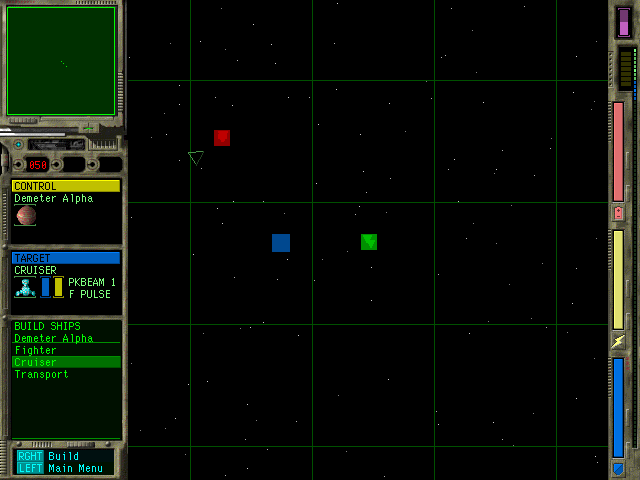 050
CONTROL
Demeter Alpha
TARGET
CRUISER
PKBEAM 1
F PULSE
BUILD SHIPS
Demeter Alpha
Fighter
Cruiser
Transport
RGHT Build
LEFT Main Menu